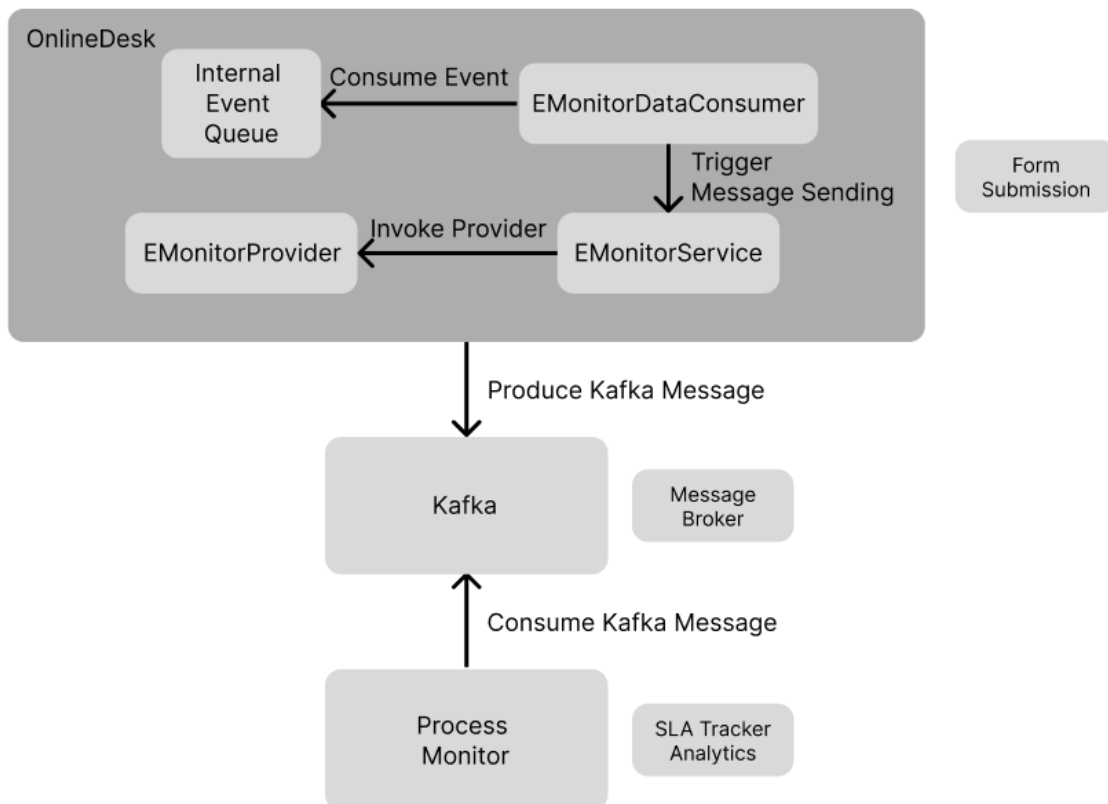 OnlineDesk
Internal
Event
Queue
Consume Event
EMonitorDataConsumer
Trigger
Message Sending
Form
Submission
EMonitorProvider
Invoke Provider
EMonitorService
Produce Kafka Message
Kafka
Message
Broker
Consume Kafka Message
Process
Monitor
SLA Tracker
Analytics